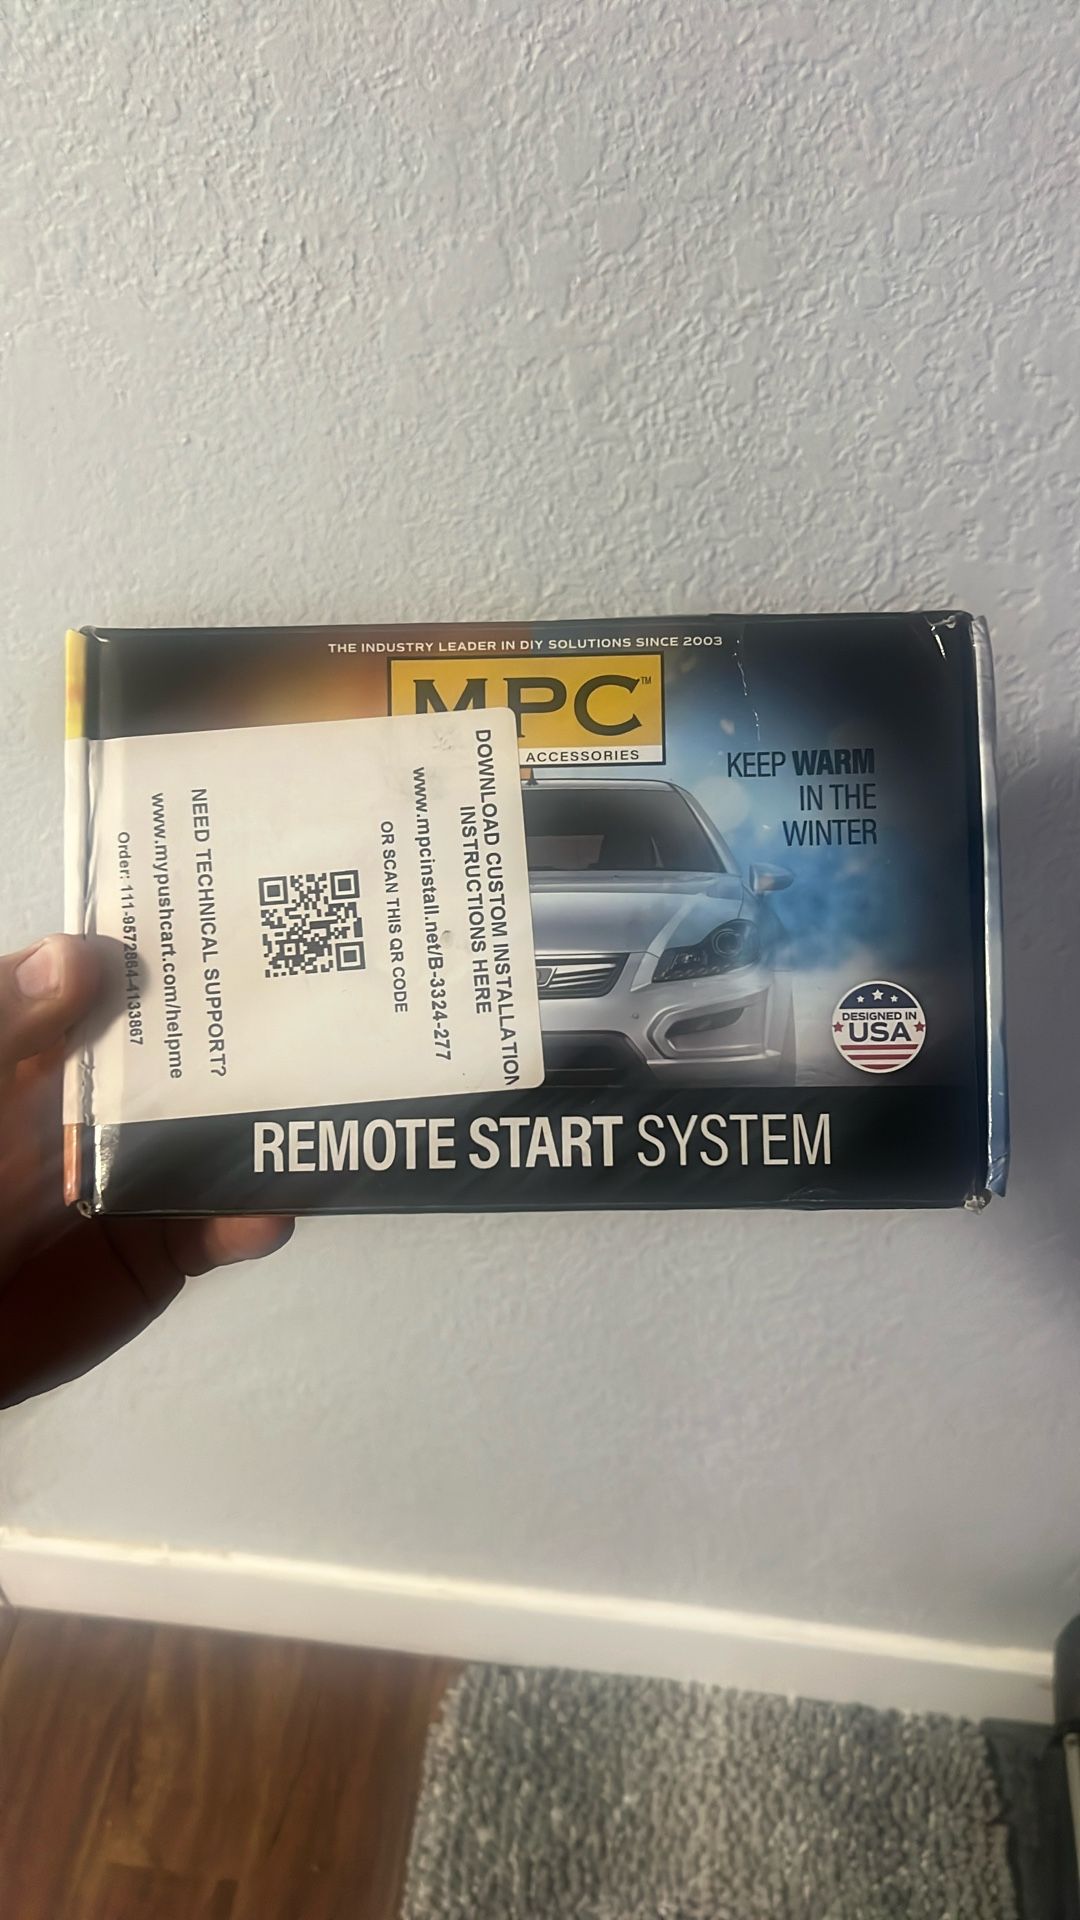 THE INDUSTRY LEADER IN DIY SOLUTIONS SINCE 2003
MPC™
ACCESSORIES
KEEP WARM
IN THE
WINTER
DESIGNED IN
USA
REMOTE START SYSTEM
DOWNLOAD CUSTOM INSTALLATION
INSTRUCTIONS HERE
www.mpcinstall.net/B-3324-277
OR SCAN THIS QR CODE
NEED TECHNICAL SUPPORT?
www.mypushcart.com/helpme
Order: 111-9572864-4133867